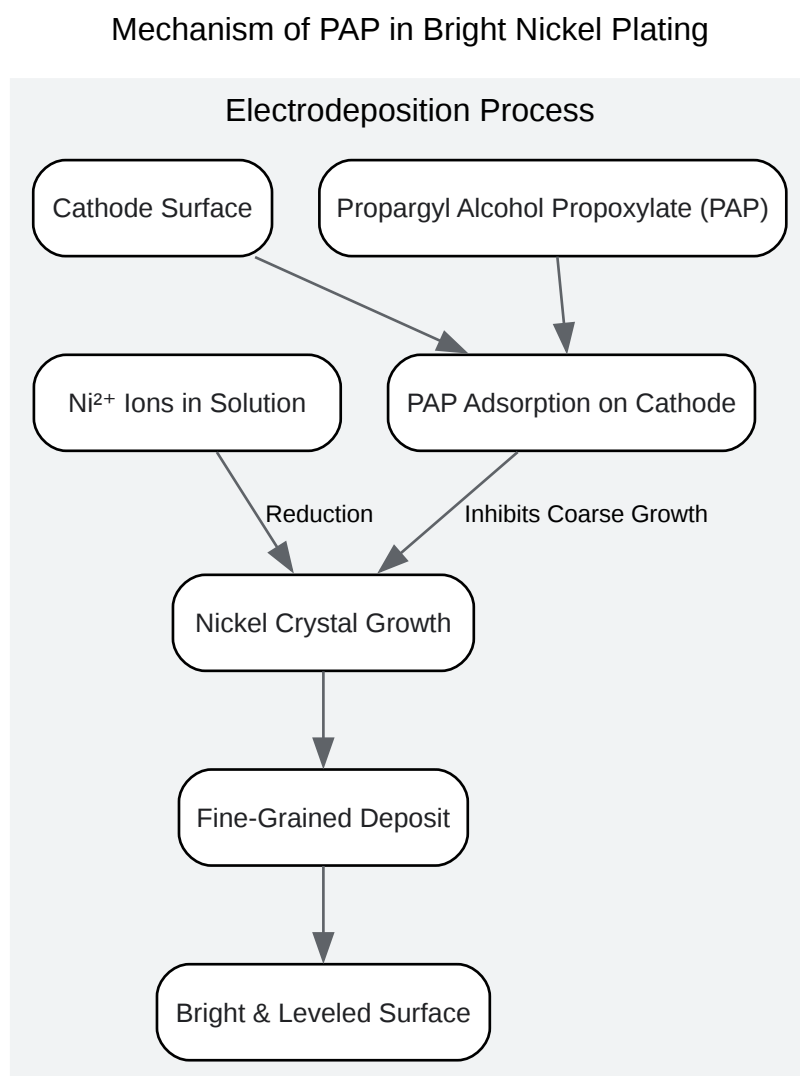 Mechanism of PAP in Bright Nickel Plating
Electrodeposition Process
Cathode Surface
Propargyl Alcohol Propoxylate (PAP)
Ni²⁺ Ions in Solution
PAP Adsorption on Cathode
Reduction
Inhibits Coarse Growth
Nickel Crystal Growth
Fine-Grained Deposit
Bright & Leveled Surface